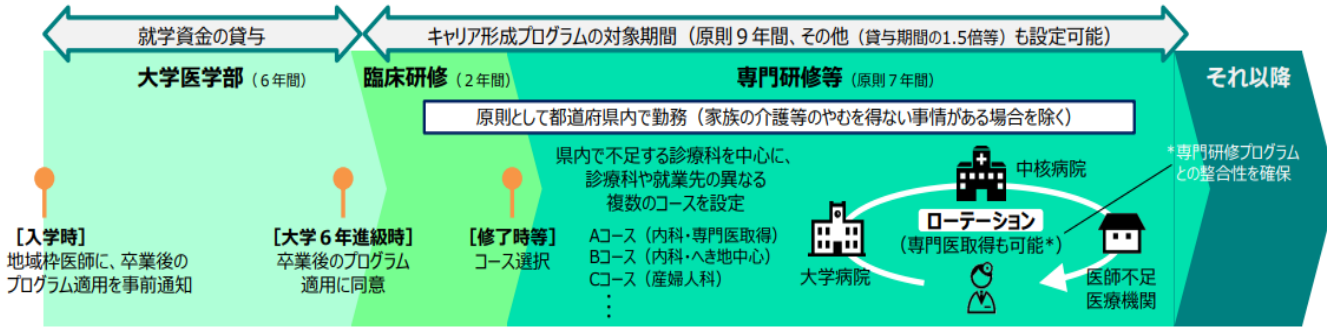 就学資金の貸与
キャリア形成プログラムの対象期間（原則９年間、その他（貸与期間の1.5倍等）も設定可能）
大学医学部（６年間）
臨床研修（２年間）
専門研修等（原則７年間）
それ以降
原則として都道府県内で勤務（家族の介護等のやむを得ない事情がある場合を除く）
県内で不足する診療科を中心に、
診療科や就業先の異なる
複数のコースを設定
Aコース（内科・専門医取得）
Bコース（内科・へき地中心）
Cコース（産婦人科）
⋮
中核病院
*専門研修プログラム
との整合性を確保
ローテーション
（専門医取得も可能*）
大学病院
医師不足
医療機関
［入学時］
地域枠医師に、卒業後の
プログラム適用を事前通知
［大学６年進級時］
卒業後のプログラム
適用に同意
［修了時等］
コース選択